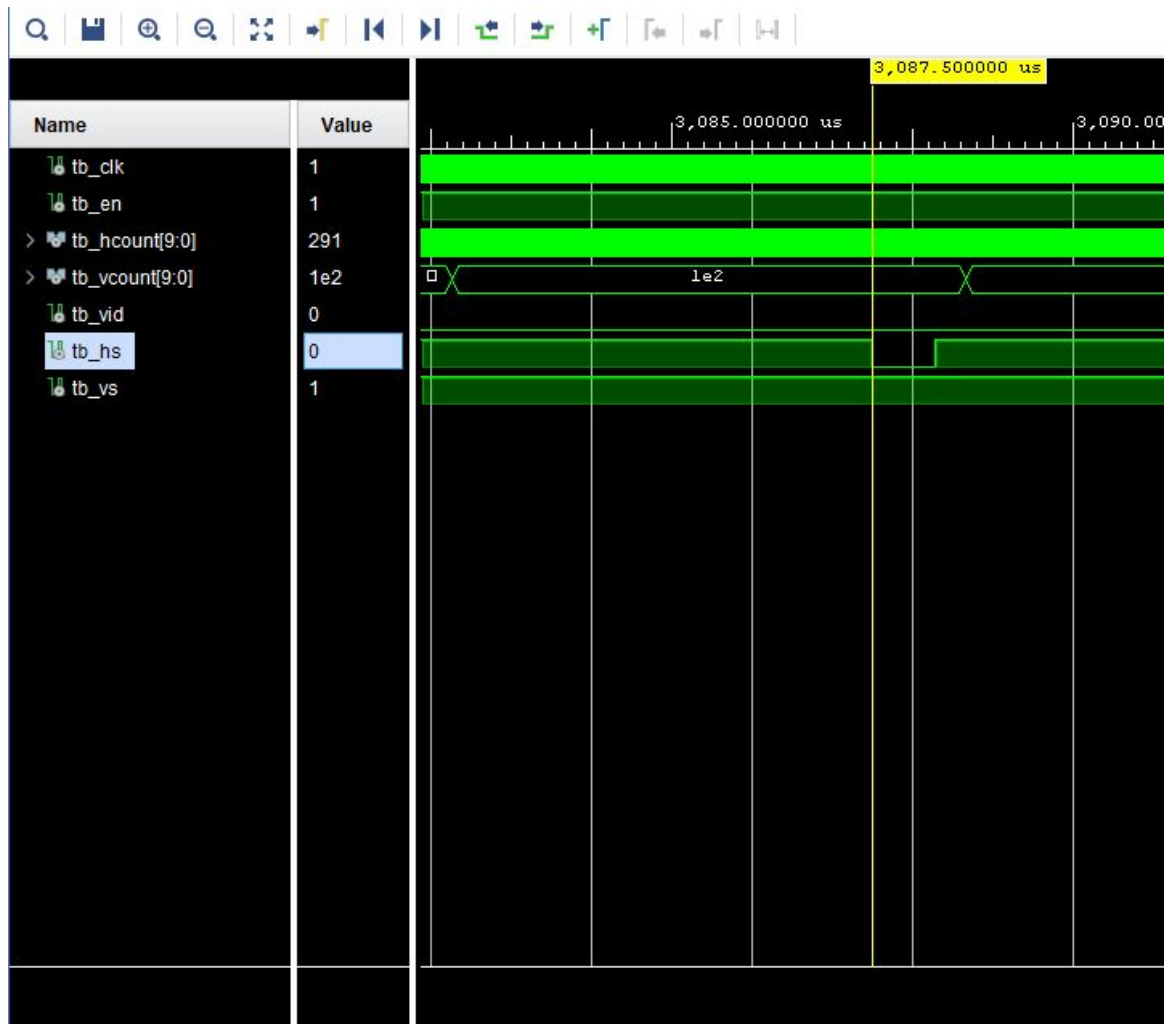 3,087.500000 us
Name
Value
3,085.000000 us
3,090.00
tb_clk
1
tb_en
1
tb_hcount[9:0]
291
tb_vcount[9:0]
1e2
1e2
tb_vid
0
tb_hs
0
tb_vs
1